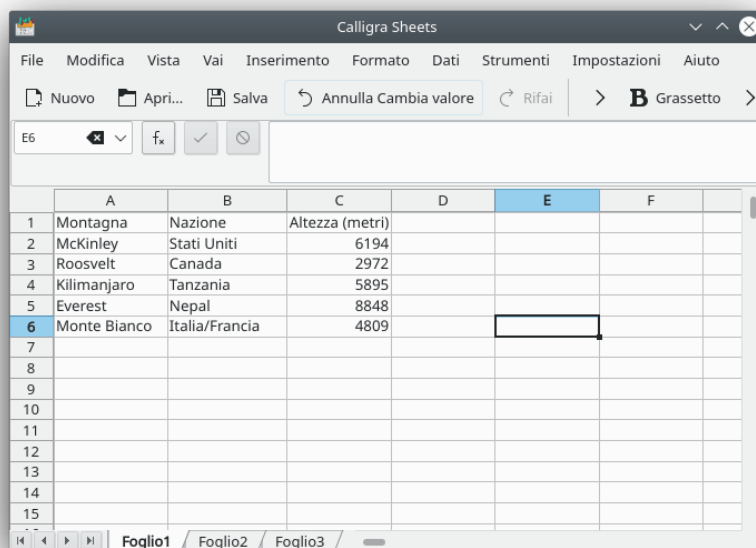 Calligra Sheets
File Modifica Vista Vai Inserimento Formato Dati Strumenti Impostazioni Aiuto
Nuovo Apri... Salva Annulla Cambia valore Rifai B Grassetto
E6 fx
A B C D E F
1 Montagna Nazione Altezza (metri)
2 McKinley Stati Uniti 6194
3 Roosvelt Canada 2972
4 Kilimanjaro Tanzania 5895
5 Everest Nepal 8848
6 Monte Bianco Italia/Francia 4809
7
8
9
10
11
12
13
14
15
Foglio1 Foglio2 Foglio3